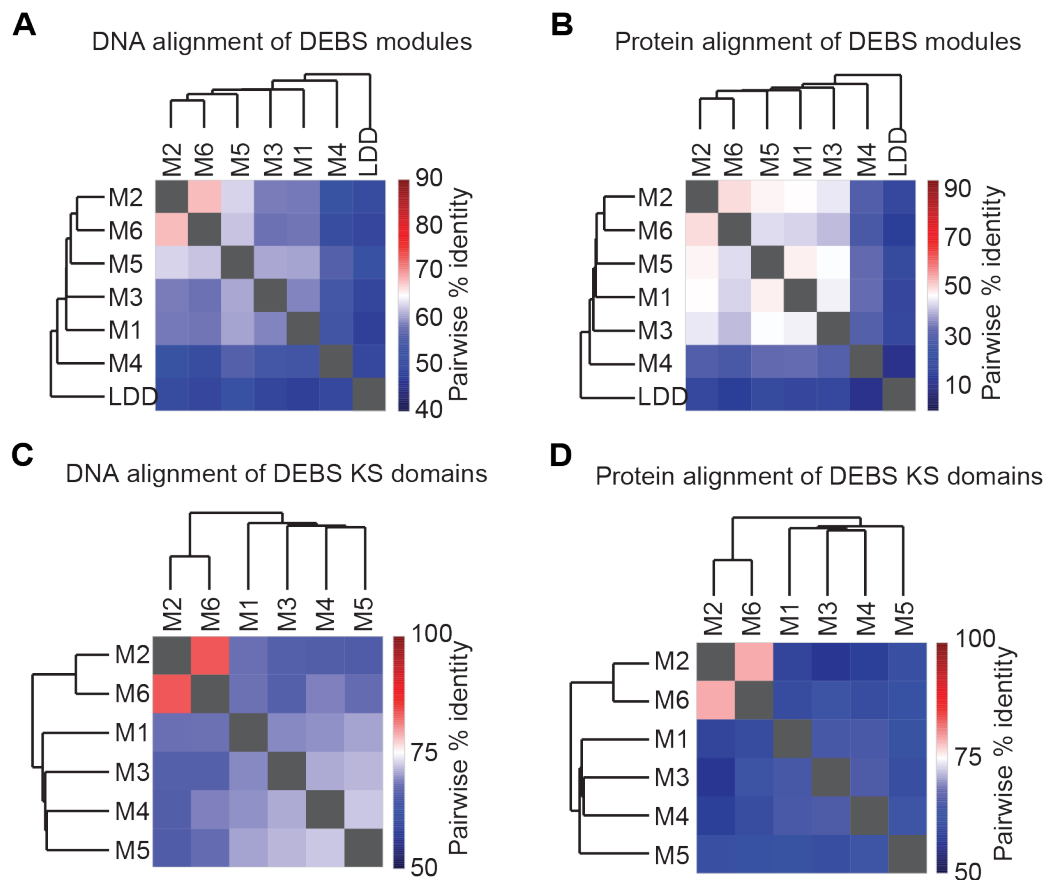 A
DNA alignment of DEBS modules
M2 M6 M5 M3 M1 M4 LDD
M2
M6
M5
M3
M1
M4
LDD
90
80
70
60
50
40
Pairwise % identity
B
Protein alignment of DEBS modules
M2 M6 M5 M1 M3 M4 LDD
M2
M6
M5
M1
M3
M4
LDD
90
70
50
30
10
Pairwise % identity
C
DNA alignment of DEBS KS domains
M2 M6 M1 M3 M4 M5
M2
M6
M1
M3
M4
M5
100
75
50
Pairwise % identity
D
Protein alignment of DEBS KS domains
M2 M6 M1 M3 M4 M5
M2
M6
M1
M3
M4
M5
100
75
50
Pairwise % identity